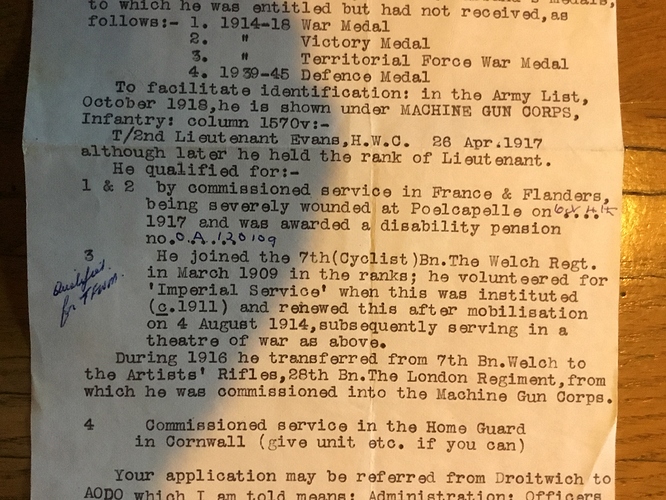 to which he was entitled but had not received,as
follows:- 1. 1914-18 War Medal
2. " Victory Medal
3. " Territorial Force War Medal
4. 1939-45 Defence Medal
To facilitate identification: in the Army List,
October 1918,he is shown under MACHINE GUN CORPS,
Infantry: column 1570v:-
T/2nd Lieutenant Evans,H.W.C. 26 Apr.1917
although later he held the rank of Lieutenant.
He qualified for:-
1 & 2 by commissioned service in France & Flanders,
being severely wounded at Poelcapelle on
1917 and was awarded a disability pension
no.O.A.120109
3 He joined the 7th(Cyclist)Bn.The Welch Regt.
in March 1909 in the ranks; he volunteered for
'Imperial Service' when this was instituted
(c.1911) and renewed this after mobilisation
on 4 August 1914,subsequently serving in a
theatre of war as above.
Qualified
for TFWM.
During 1916 he transferred from 7th Bn.Welch to
the Artists' Rifles,28th Bn.The London Regiment,from
which he was commissioned into the Machine Gun Corps.
4 Commissioned service in the Home Guard
in Cornwall (give unit etc. if you can)
Your application may be referred from Droitwich to
AODO which I am told means: Administration: Officers